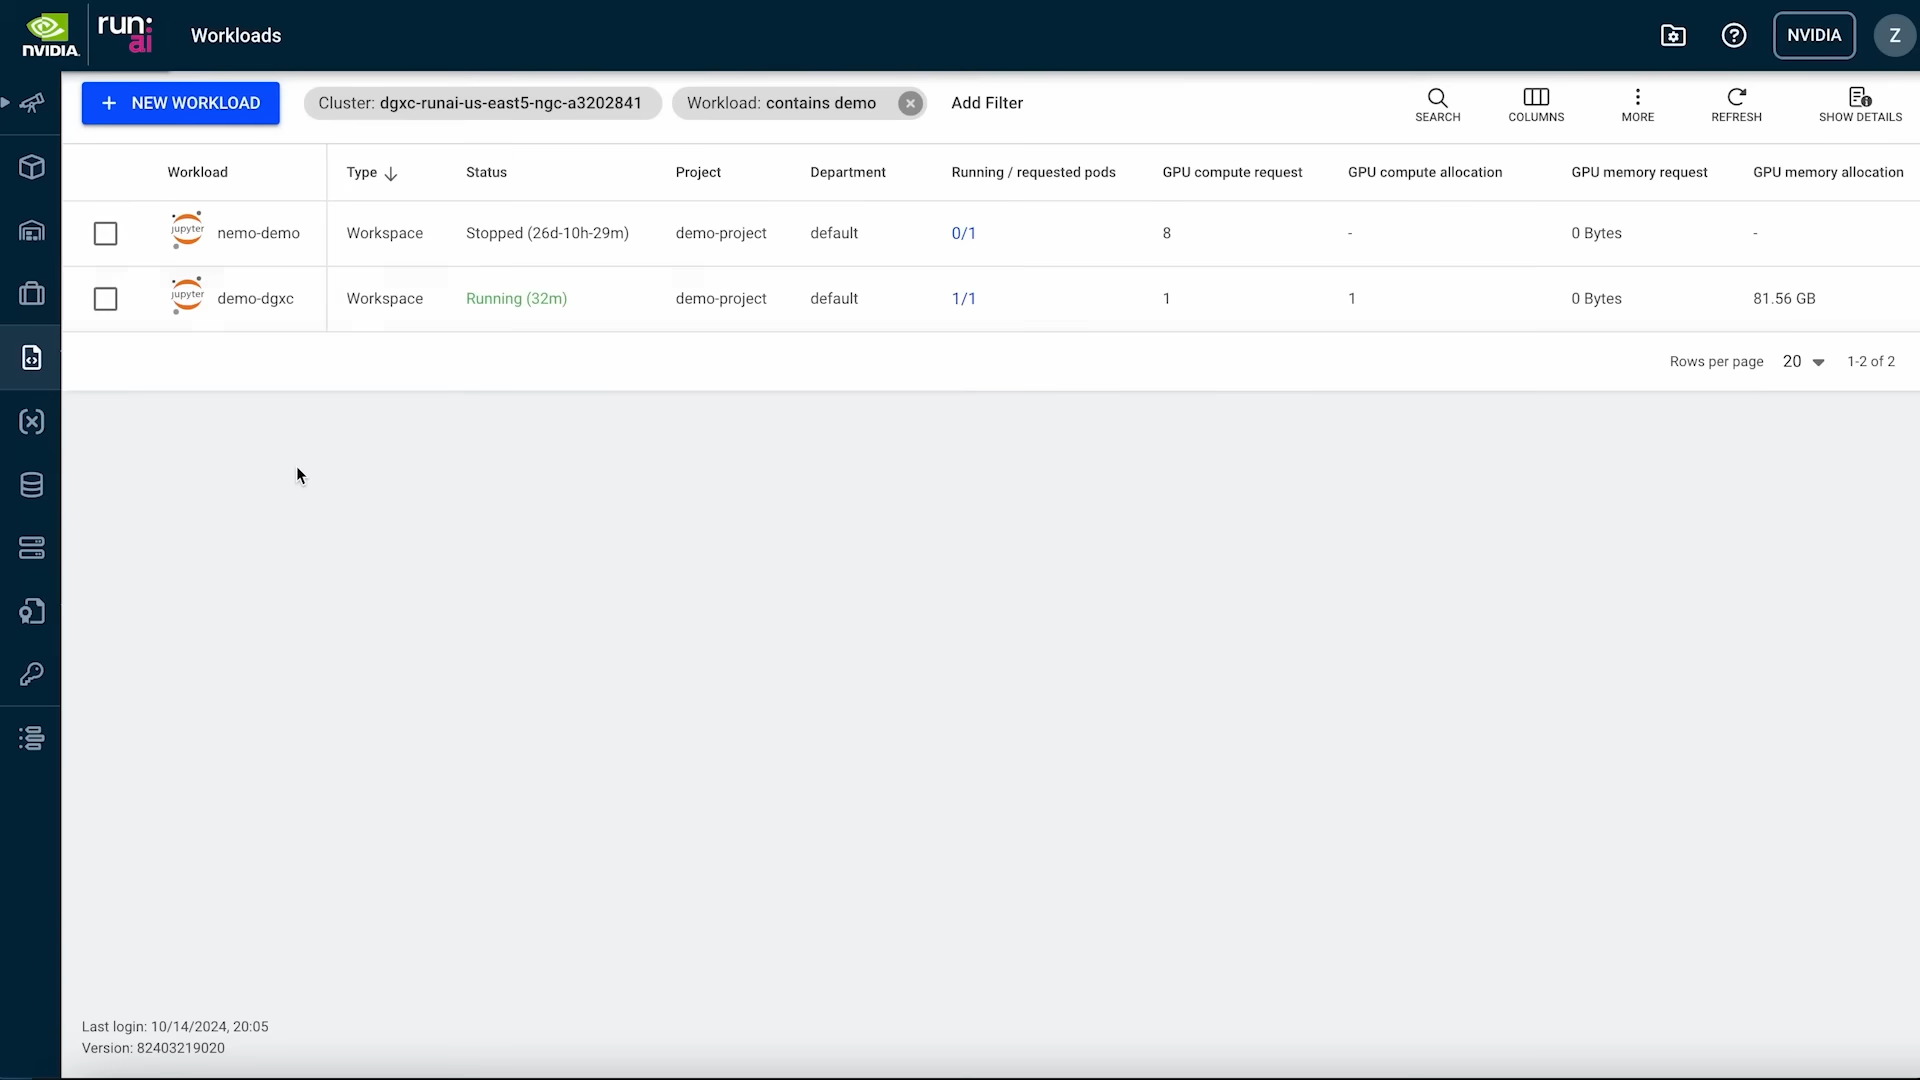 NVIDIA.
run:
ai
Workloads
NVIDIA
Z
+ NEW WORKLOAD
Cluster: dgxc-runai-us-east5-ngc-a3202841
Workload: contains demo
Add Filter
SEARCH
COLUMNS
MORE
REFRESH
SHOW DETAILS
Workload Type Status Project Department Running / requested pods GPU compute request GPU compute allocation GPU memory request GPU memory allocation
jupyter nemo-demo Workspace Stopped (26d-10h-29m) demo-project default 0/1 8 - 0 Bytes -
jupyter demo-dgxc Workspace Running (32m) demo-project default 1/1 1 1 0 Bytes 81.56 GB
Rows per page 20 1-2 of 2
Last login: 10/14/2024, 20:05
Version: 82403219020